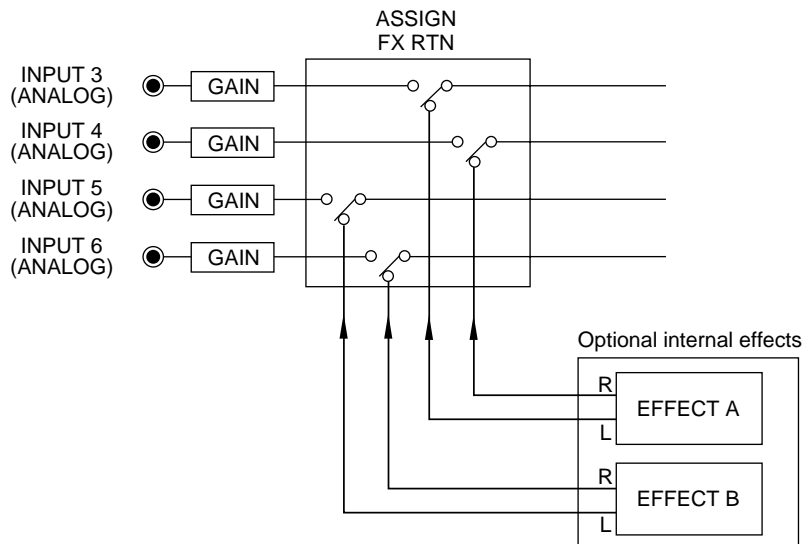 ASSIGN
FX RTN
INPUT 3
(ANALOG)
GAIN
INPUT 4
(ANALOG)
GAIN
INPUT 5
(ANALOG)
GAIN
INPUT 6
(ANALOG)
GAIN
Optional internal effects
R
EFFECT A
L
R
EFFECT B
L